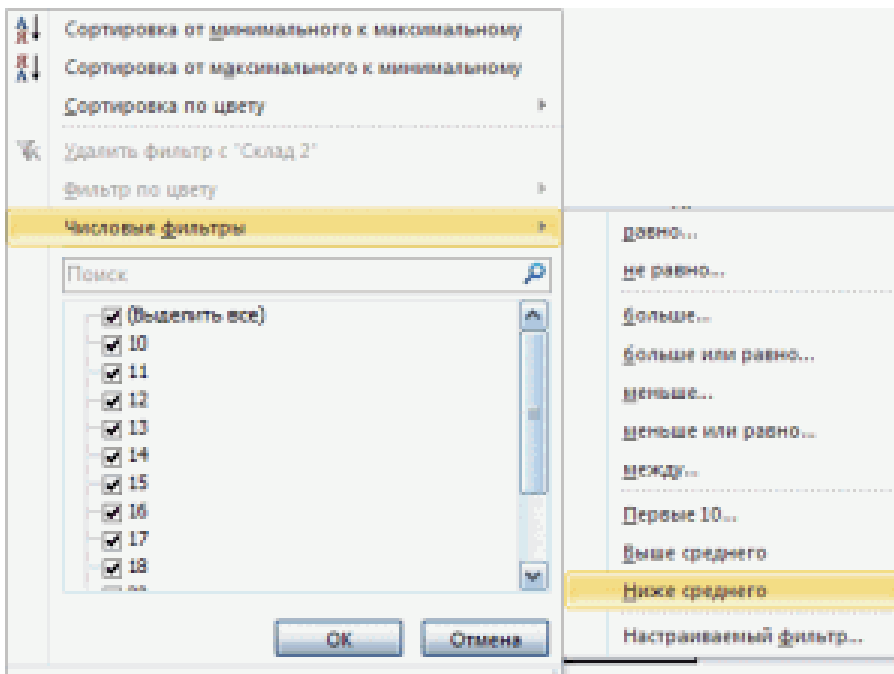 Сортировка от минимального к максимальному
Сортировка от максимального к минимальному
Сортировка по цвету
Удалить фильтр с "Склад 2"
Фильтр по цвету
Числовые фильтры
Поиск
(Выделить все)
10
11
12
13
14
15
16
17
18
ОК
Отмена
равно...
не равно...
больше...
больше или равно...
меньше...
меньше или равно...
между...
Первые 10...
Выше среднего
Ниже среднего
Настраиваемый фильтр...